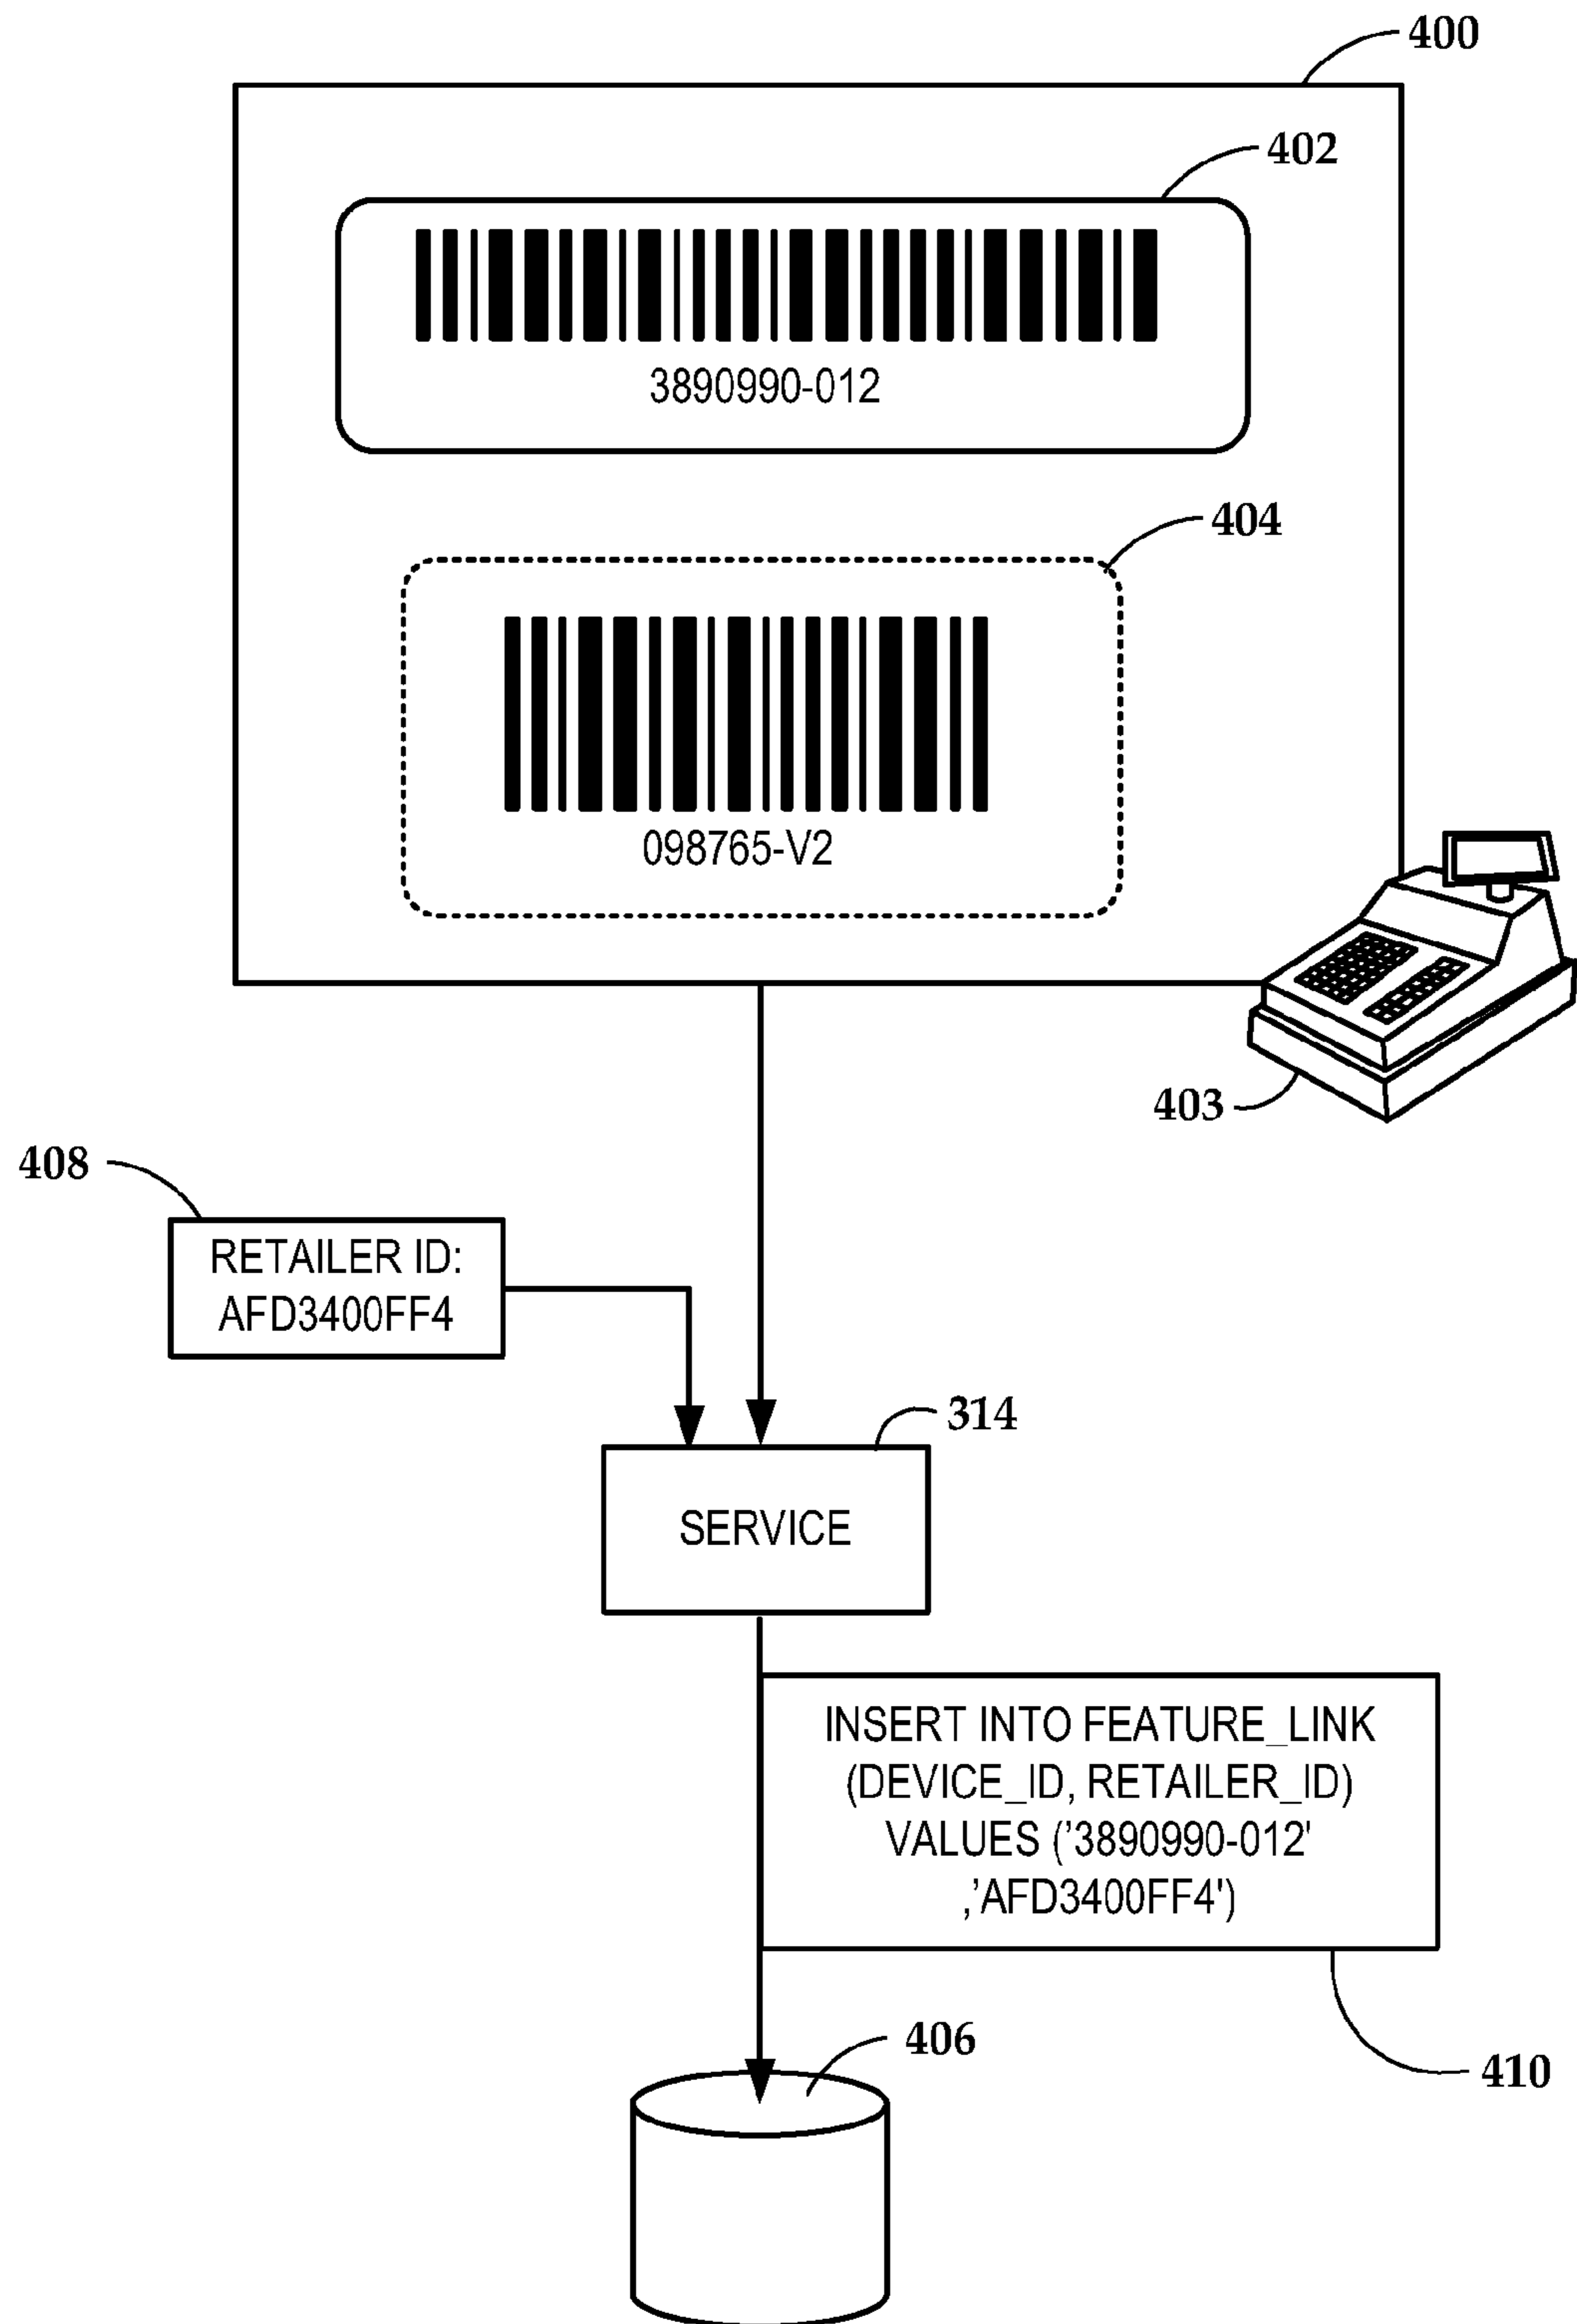 400
402
3890990-012
404
098765-V2
403
408
RETAILER ID:
AFD3400FF4
314
SERVICE
INSERT INTO FEATURE_LINK
(DEVICE_ID, RETAILER_ID)
VALUES ('3890990-012'
,'AFD3400FF4')
406
410